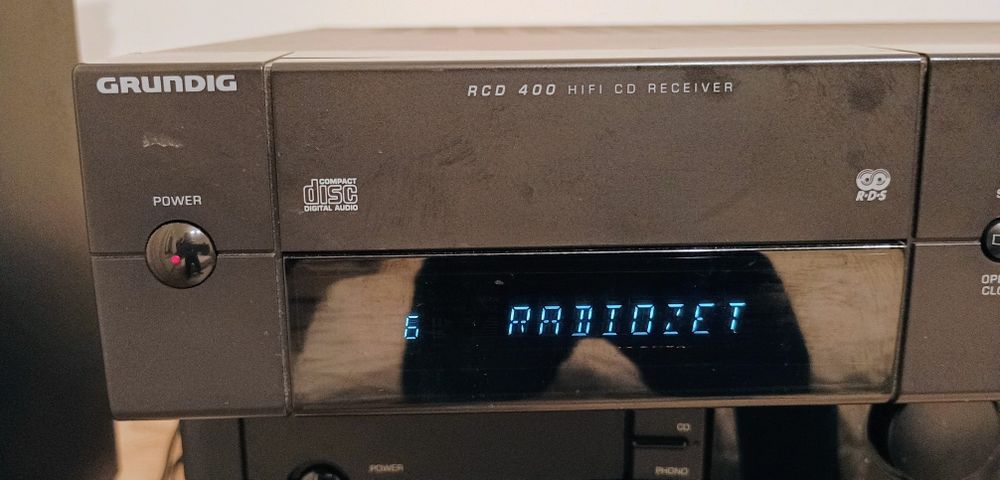 GRUNDIG
RCD 400 HIFI CD RECEIVER
COMPACT
disc
DIGITAL AUDIO
R·D·S
POWER
6 RADIOZET
CD
POWER
PHONO